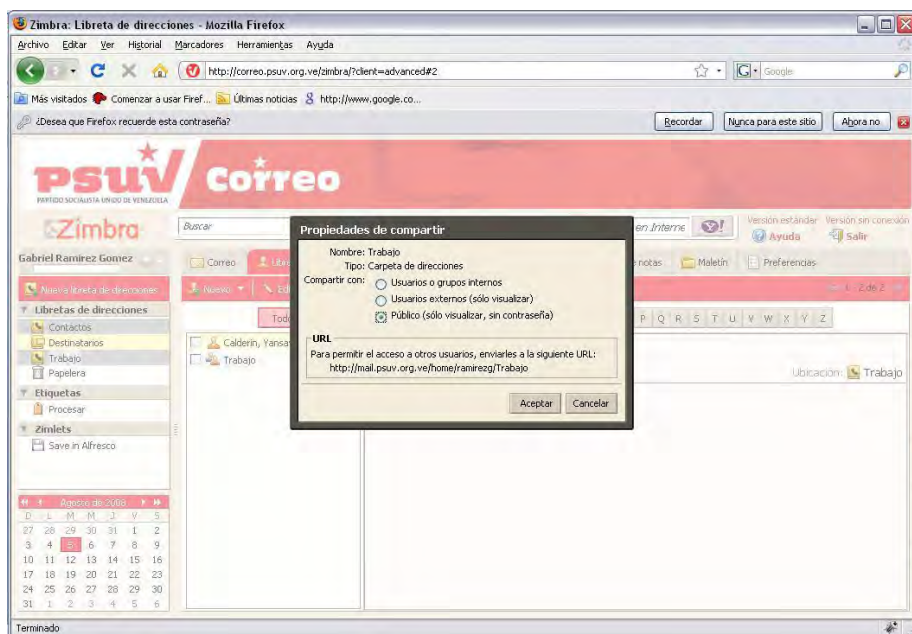 Zimbra: Libreta de direcciones - Mozilla Firefox
Archivo Editar Ver Historial Marcadores Herramientas Ayuda
http://correo.psuv.org.ve/zimbra/?client=advanced#2
Google
Más visitados Comenzar a usar Firef... Últimas noticias http://www.google.co...
¿Desea que Firefox recuerde esta contraseña? Recordar Nunca para este sitio Ahora no
PSUV Correo
PARTIDO SOCIALISTA UNIDO DE VENEZUELA
Zimbra
Buscar
en Interne
Versión estándar Versión sin conexión
Ayuda Salir
Gabriel Ramirez Gomez
Correo
notas Maletín Preferencias
Nueva libreta de direcciones
Nuevo
Libretas de direcciones
Contactos
Destinatarios
Trabajo
Papelera
Etiquetas
Procesar
Zimlets
Save in Alfresco
Calderin, Yansa
Trabajo
P Q R S T U V W X Y Z
Ubicación: Trabajo
Propiedades de compartir
Nombre: Trabajo
Tipo: Carpeta de direcciones
Compartir con: Usuarios o grupos internos
Usuarios externos (sólo visualizar)
Público (sólo visualizar, sin contraseña)
URL
Para permitir el acceso a otros usuarios, enviarles a la siguiente URL:
http://mail.psuv.org.ve/home/ramirezg/Trabajo
Aceptar Cancelar
Agosto de 2008
D L M M J V S
27 28 29 30 31 1 2
3 4 5 6 7 8 9
10 11 12 13 14 15 16
17 18 19 20 21 22 23
24 25 26 27 28 29 30
31 1 2 3 4 5 6
Terminado